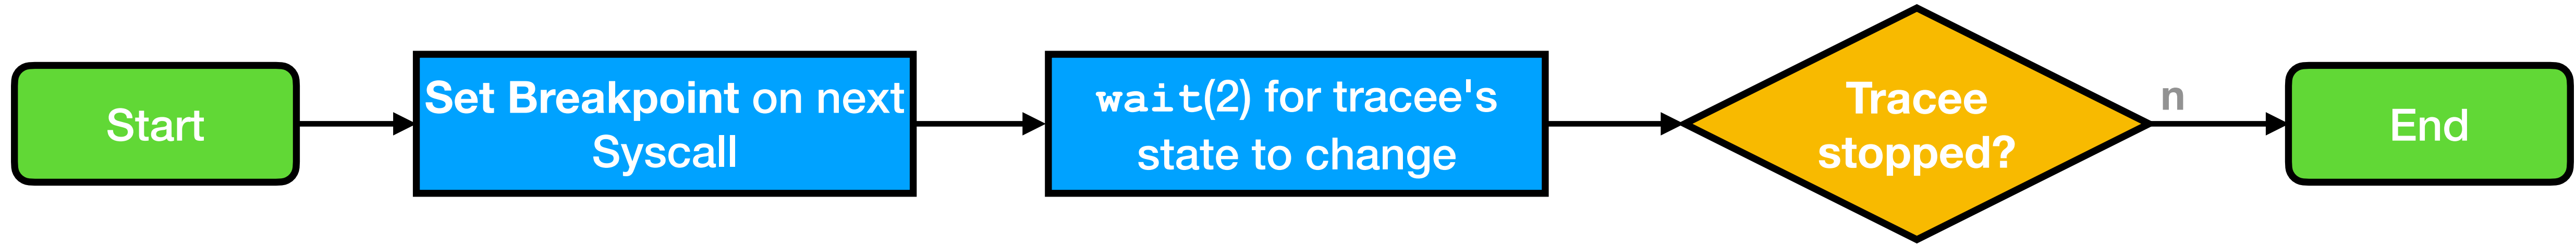 Start
Set Breakpoint on next
Syscall
wait(2) for tracee's
state to change
Tracee
stopped?
n
End